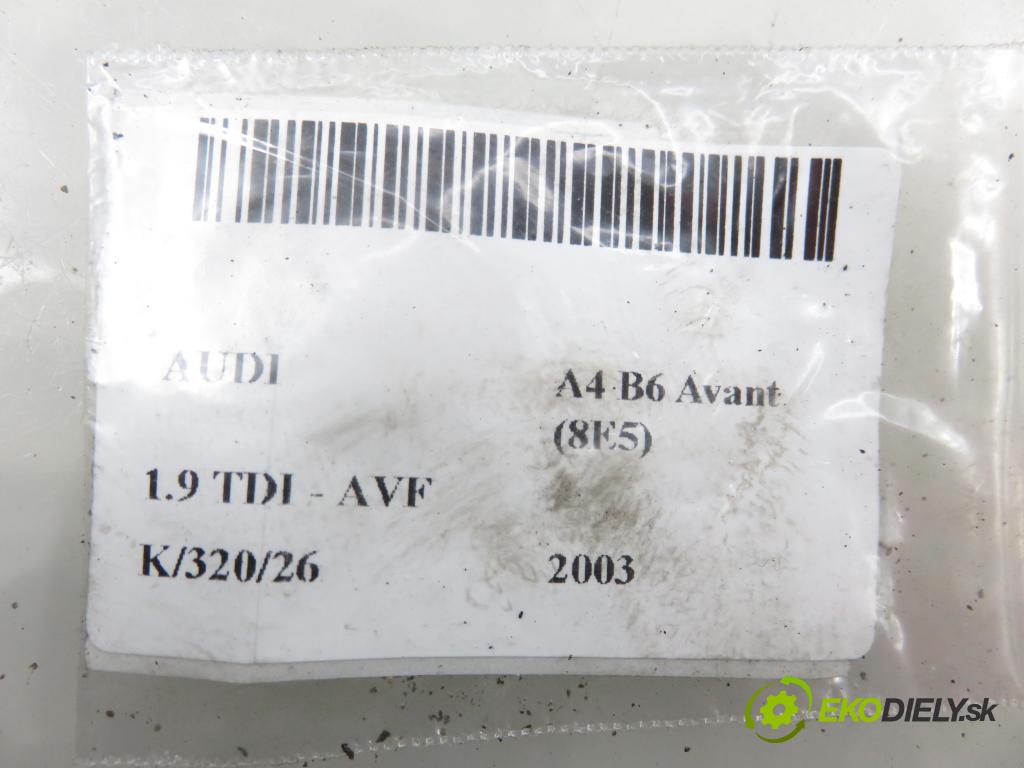 AUDI
A4 B6 Avant
(8E5)
1.9 TDI - AVF
K/320/26
2003
EKODIELY.sk